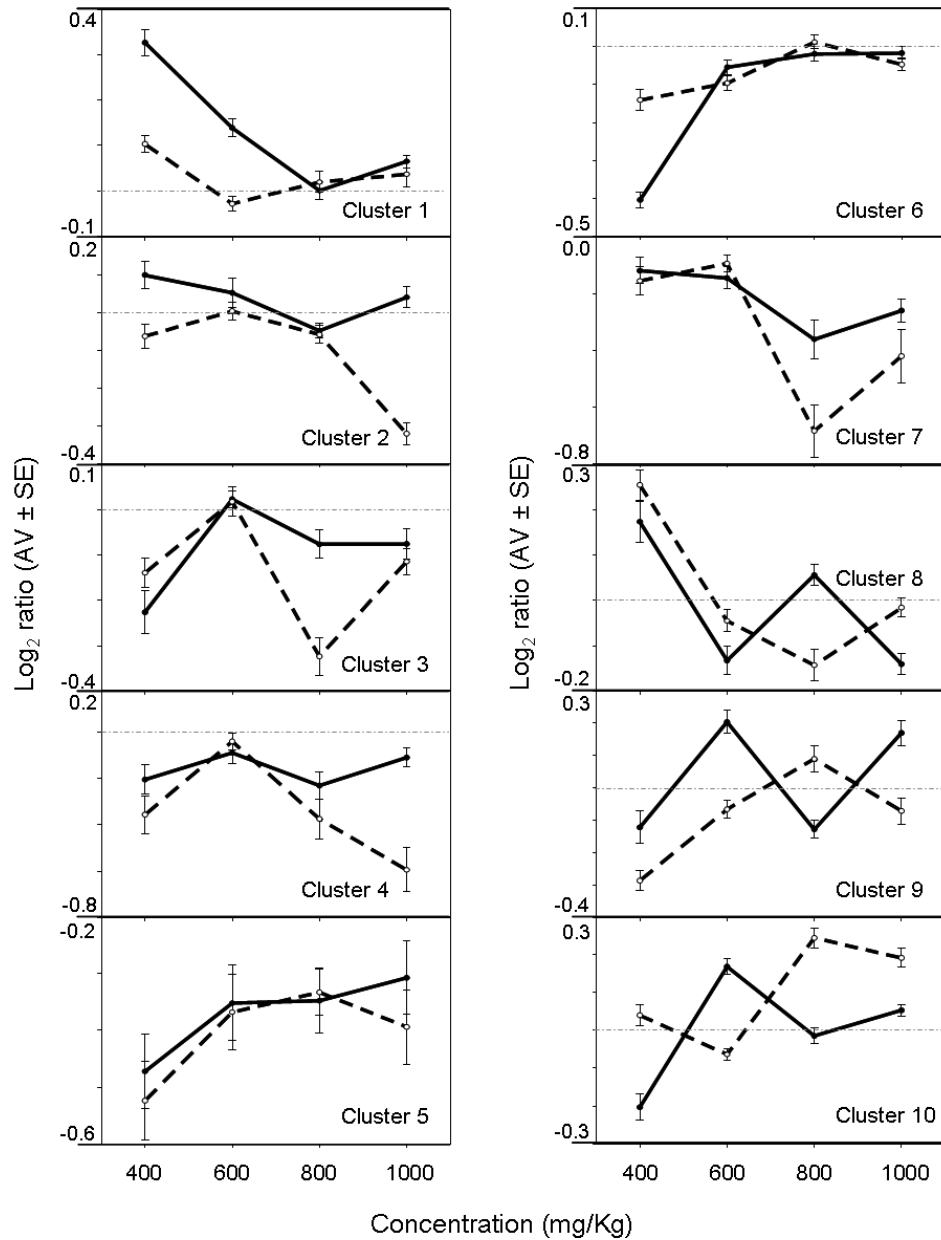 0.4
Cluster 1
-0.1
0.2
Cluster 2
-0.4
0.1
Cluster 3
-0.4
0.2
Cluster 4
-0.8
-0.2
Cluster 5
-0.6
400 600 800 1000
Log₂ ratio (AV ± SE)
0.1
Cluster 6
-0.5
0.0
Cluster 7
-0.8
0.3
Cluster 8
-0.2
0.3
Cluster 9
-0.4
0.3
Cluster 10
-0.3
400 600 800 1000
Log₂ ratio (AV ± SE)
Concentration (mg/Kg)